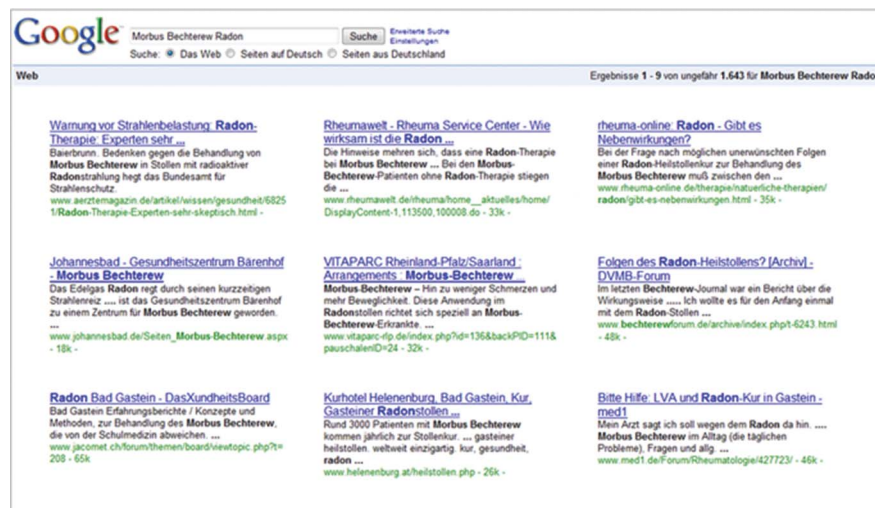 Google
Morbus Bechterew Radon
Suche
Erweiterte Suche
Einstellungen
Suche: Das Web Seiten auf Deutsch Seiten aus Deutschland
Web
Ergebnisse 1 - 9 von ungefähr 1.643 für Morbus Bechterew Rado
Warnung vor Strahlenbelastung: Radon-
Therapie: Experten sehr ...
Baierbrunn. Bedenken gegen die Behandlung von
Morbus Bechterew in Stollen mit radioaktiver
Radonstrahlung hegt das Bundesamt für
Strahlenschutz.
www.aerztemagazin.de/artikel/wissen/gesundheit/6825
1/Radon-Therapie-Experten-sehr-skeptisch.html -
Rheumawelt - Rheuma Service Center - Wie
wirksam ist die Radon ...
Die Hinweise mehren sich, dass eine Radon-Therapie
bei Morbus Bechterew ... Bei den Morbus-
Bechterew-Patienten ohne Radon-Therapie stiegen
die ...
www.rheumawelt.de/rheuma/home__aktuelles/home/
DisplayContent-1,113500,100008.do - 33k -
rheuma-online: Radon - Gibt es
Nebenwirkungen?
Bei der Frage nach möglichen unerwünschten Folgen
einer Radon-Heilstollenkur zur Behandlung des
Morbus Bechterew muß zwischen den ...
www.rheuma-online.de/therapie/natuerliche-therapien/
radon/gibt-es-nebenwirkungen.html - 35k -
Johannesbad - Gesundheitszentrum Bärenhof
- Morbus Bechterew
Das Edelgas Radon regt durch seinen kurzzeitigen
Strahlenreiz .... ist das Gesundheitszentrum Bärenhof
zu einem Zentrum für Morbus Bechterew geworden.
...
www.johannesbad.de/Seiten_Morbus-Bechterew.aspx
- 18k -
VITAPARC Rheinland-Pfalz/Saarland :
Arrangements : Morbus-Bechterew ...
Morbus-Bechterew – Hin zu weniger Schmerzen und
mehr Beweglichkeit. Diese Anwendung im
Radonstollen richtet sich speziell an Morbus-
Bechterew-Erkrankte. ...
www.vitaparc-rlp.de/index.php?id=136&backPID=111&
pauschalenID=24 - 32k -
Folgen des Radon-Heilstollens? [Archiv] -
DVMB-Forum
Im letzten Bechterew-Journal war ein Bericht über die
Wirkungsweise ..... Ich wollte es für den Anfang einmal
mit dem Radon-Stollen ...
www.bechterewforum.de/archive/index.php/t-6243.html
- 48k -
Radon Bad Gastein - DasXundheitsBoard
Bad Gastein Erfahrungsberichte / Konzepte und
Methoden, zur Behandlung des Morbus Bechterew,
die von der Schulmedizin abweichen. ...
www.jacomet.ch/forum/themen/board/viewtopic.php?t=
208 - 65k
Kurhotel Helenenburg, Bad Gastein, Kur,
Gasteiner Radonstollen ...
Rund 3000 Patienten mit Morbus Bechterew
kommen jährlich zur Stollenkur. ... gasteiner
heilstollen. weltweit einzigartig. kur, gesundheit,
radon ...
www.helenenburg.at/heilstollen.php - 26k -
Bitte Hilfe: LVA und Radon-Kur in Gastein -
med1
Mein Arzt sagt ich soll wegen dem Radon da hin. ....
Morbus Bechterew im Alltag (die täglichen
Probleme), Fragen und allg. ...
www.med1.de/Forum/Rheumatologie/427723/ - 46k -